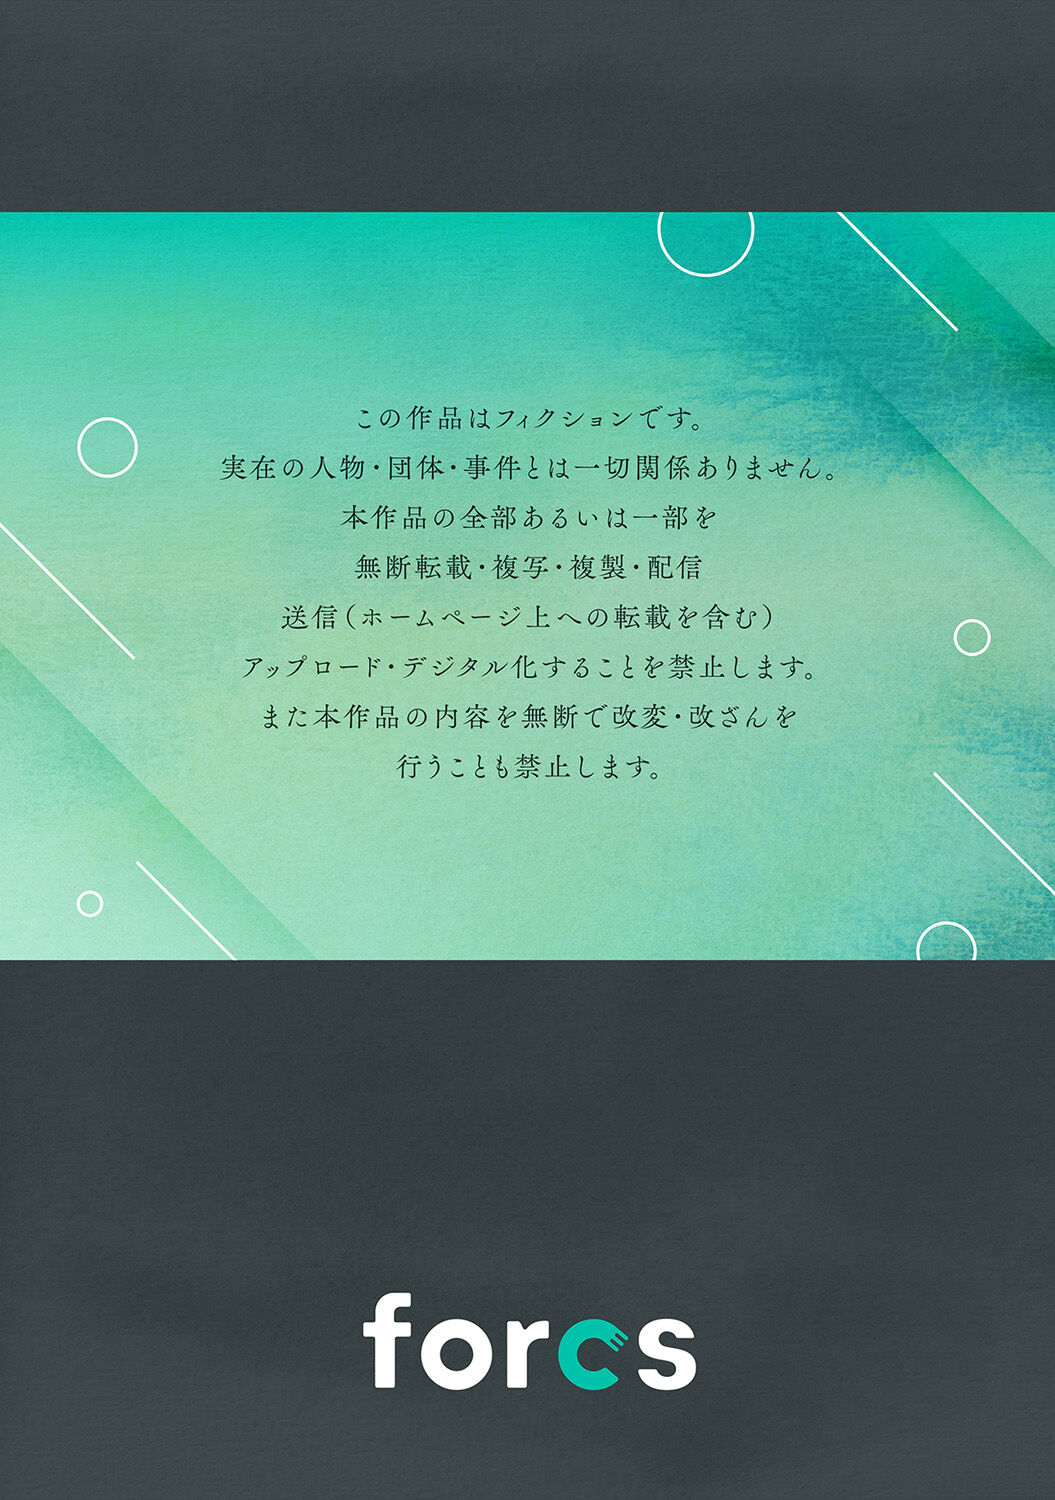 この作品はフィクションです。
実在の人物・団体・事件とは一切関係ありません。
本作品の全部あるいは一部を
無断転載・複写・複製・配信
送信（ホームページ上への転載を含む）
アップロード・デジタル化することを禁止します。
また本作品の内容を無断で改変・改ざんを
行うことも禁止します。
forcs